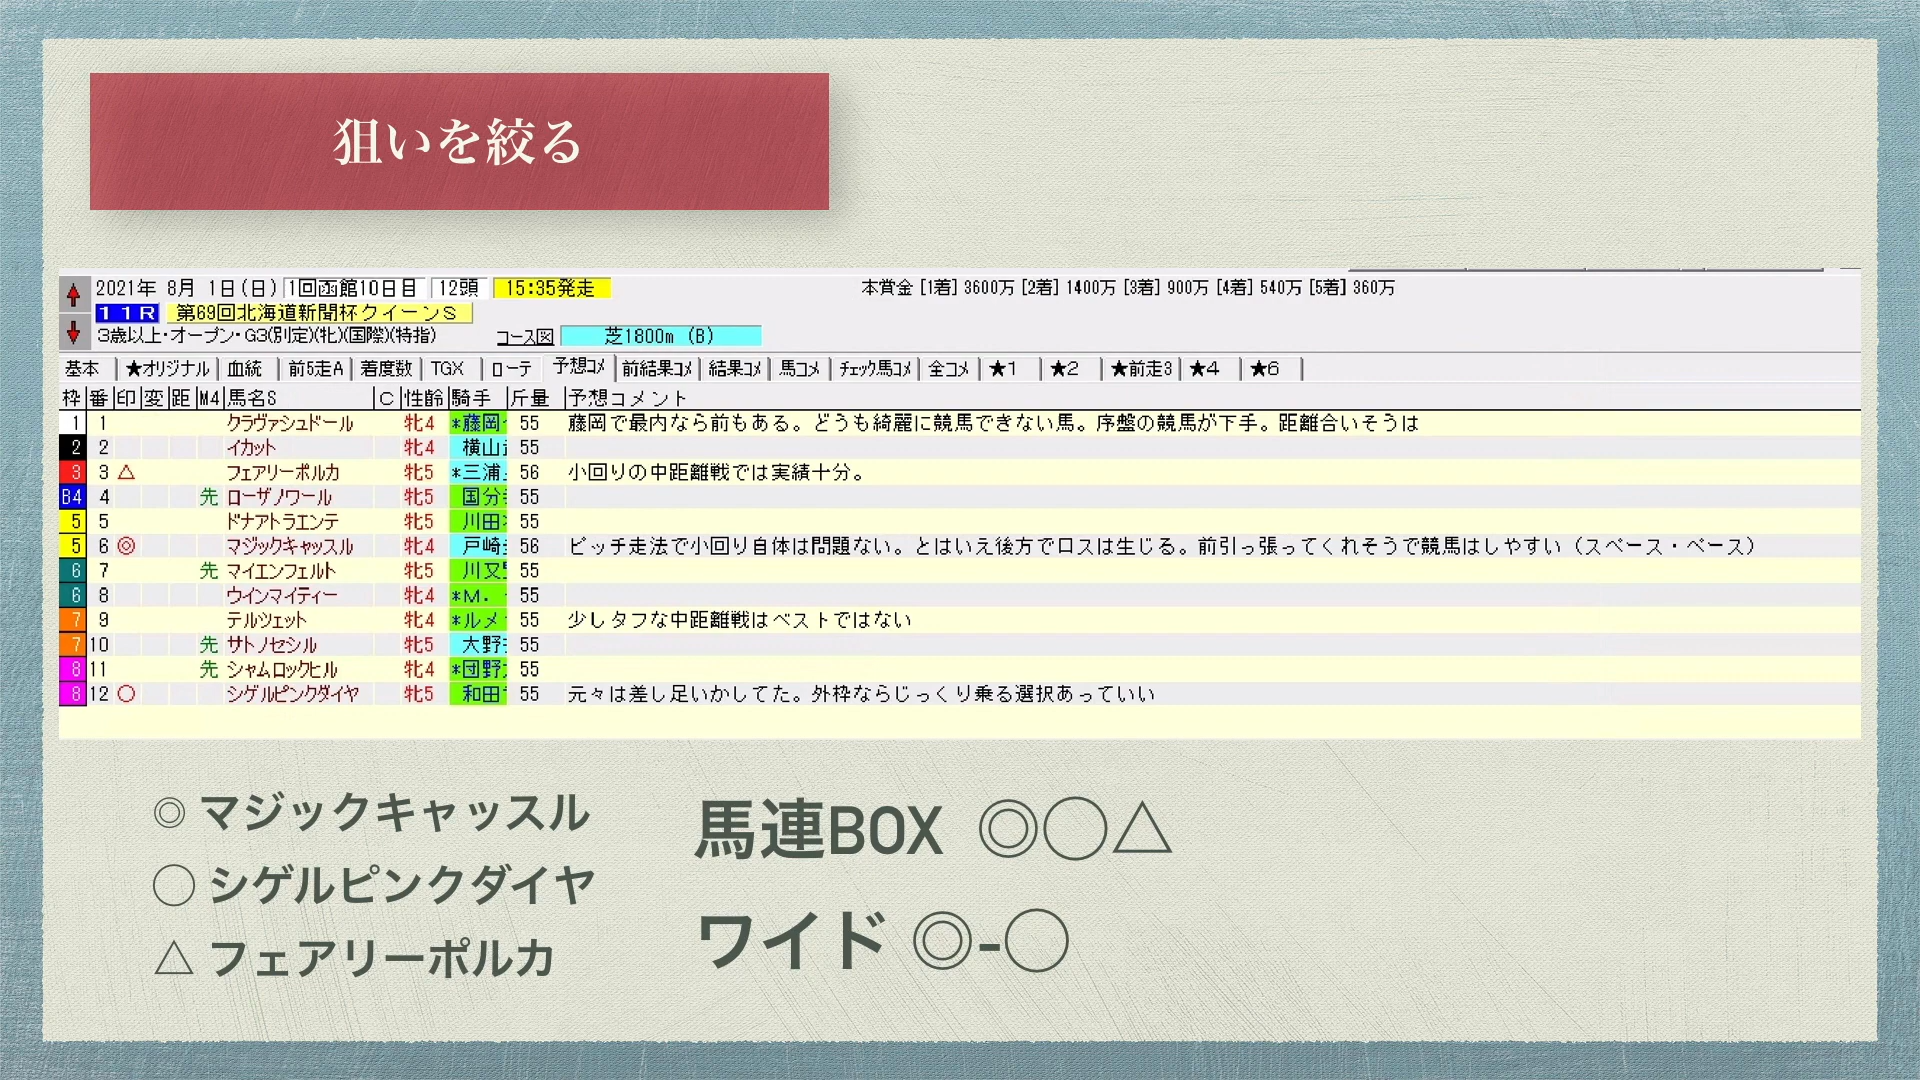 狙いを絞る
2021年 8月 1日(日) 1回函館10日目 12頭 15:35発走 本賞金 [1着] 3600万 [2着] 1400万 [3着] 900万 [4着] 540万 [5着] 360万
11R 第69回北海道新聞杯クイーンS
3歳以上・オープン・G3(別定)(牝)(国際)(特指) コース図 芝1800m (B)
基本 ★オリジナル 血統 前5走A 着度数 TGX ローテ 予想コメ 前結果コメ 結果コメ 馬コメ チェック馬コメ 全コメ ★1 ★2 ★前走3 ★4 ★6
枠 番 印 変 距 M4 馬名S C 性齢 騎手 斤量 予想コメント
1 1 クラヴァシュドール 牝4 *藤岡 55 藤岡で最内なら前もある。どうも綺麗に競馬できない馬。序盤の競馬が下手。距離合いそうは
2 2 イカット 牝4 横山 55
3 3 △ フェアリーポルカ 牝5 *三浦 56 小回りの中距離戦では実績十分。
B4 4 先 ローザノワール 牝5 国分 55
5 5 ドナアトラエンテ 牝5 川田 55
5 6 ◎ マジックキャッスル 牝4 戸崎 56 ピッチ走法で小回り自体は問題ない。とはいえ後方でロスは生じる。前引っ張ってくれそうで競馬はしやすい（スペース・ペース）
6 7 先 マイエンフェルト 牝5 川又 55
6 8 ウインマイティー 牝4 *M. 55
7 9 テルツェット 牝4 *ルメ 55 少しタフな中距離戦はベストではない
7 10 先 サトノセシル 牝5 大野 55
8 11 先 シャムロックヒル 牝4 *団野 55
8 12 ○ シゲルピンクダイヤ 牝5 和田 55 元々は差し足いかしてた。外枠ならじっくり乗る選択あっていい
◎ マジックキャッスル
○ シゲルピンクダイヤ
△ フェアリーポルカ
馬連BOX ◎○△
ワイド ◎-○